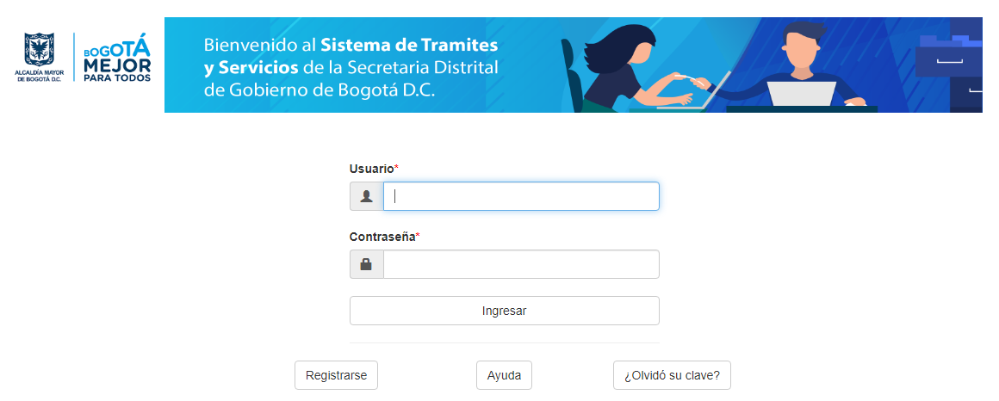 ALCALDÍA MAYOR
DE BOGOTÁ D.C.
BOGOTÁ
MEJOR
PARA TODOS
Bienvenido al Sistema de Tramites
y Servicios de la Secretaria Distrital
de Gobierno de Bogotá D.C.
Usuario*
Contraseña*
Ingresar
Registrarse
Ayuda
¿Olvidó su clave?